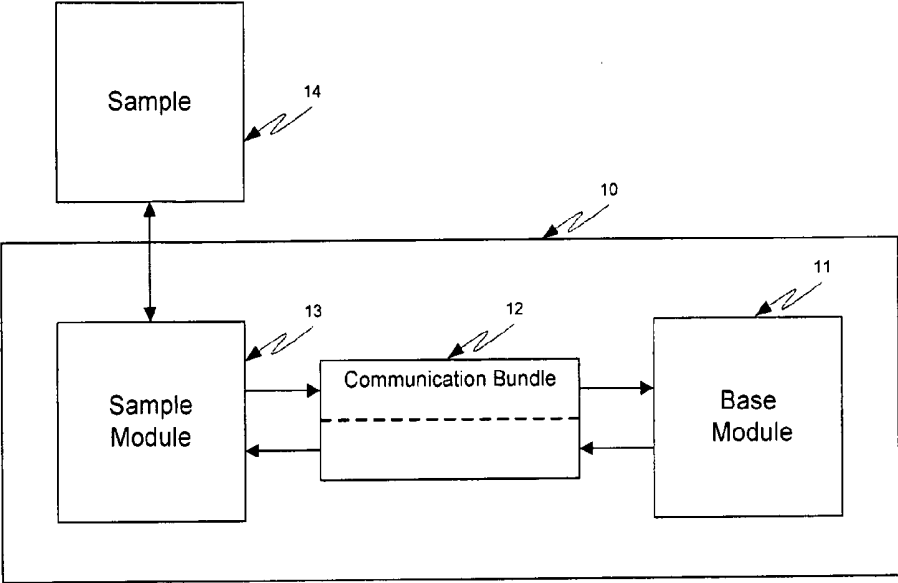 Sample
14
10
11
13
12
Communication Bundle
Sample
Module
Base
Module